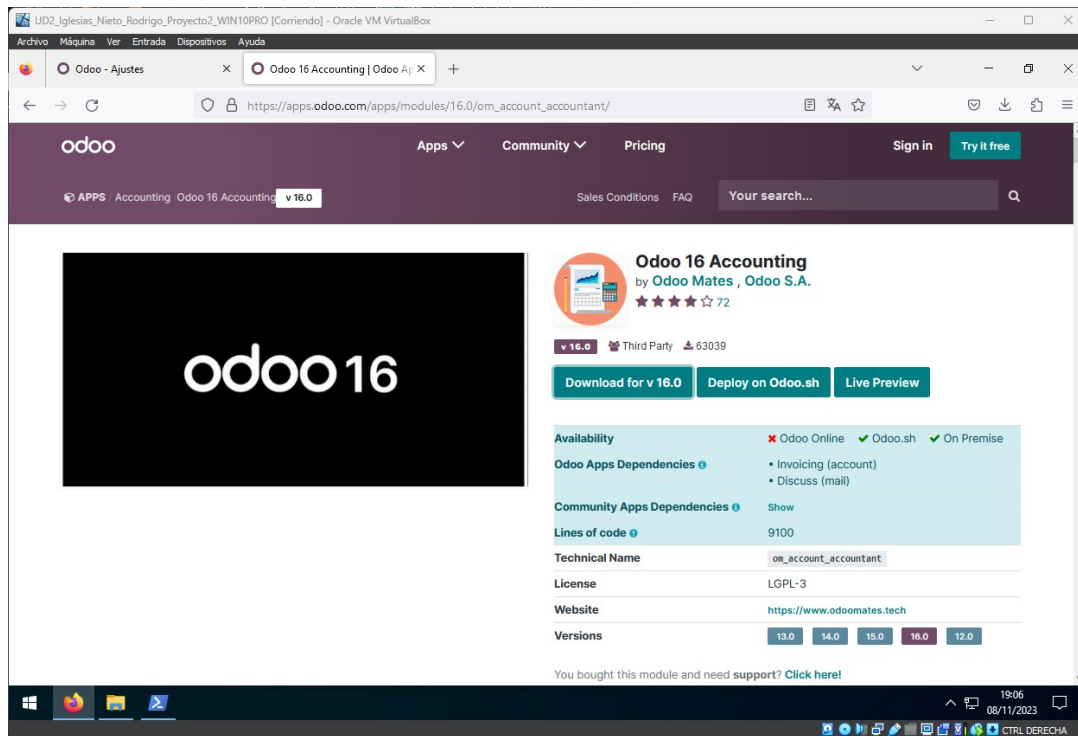 UD2_Iglesias_Nieto_Rodrigo_Proyecto2_WIN10PRO [Corriendo] - Oracle VM VirtualBox
Archivo Máquina Ver Entrada Dispositivos Ayuda
Odoo - Ajustes
Odoo 16 Accounting | Odoo Ap
https://apps.odoo.com/apps/modules/16.0/om_account_accountant/
odoo
Apps Community Pricing
Sign in Try it free
APPS / Accounting Odoo 16 Accounting v 16.0
Sales Conditions FAQ Your search...
odoo 16
Odoo 16 Accounting
by Odoo Mates , Odoo S.A.
72
v 16.0 Third Party 63039
Download for v 16.0 Deploy on Odoo.sh Live Preview
Availability Odoo Online Odoo.sh On Premise
Odoo Apps Dependencies • Invoicing (account)
• Discuss (mail)
Community Apps Dependencies Show
Lines of code 9100
Technical Name om_account_accountant
License LGPL-3
Website https://www.odoomates.tech
Versions 13.0 14.0 15.0 16.0 12.0
You bought this module and need support? Click here!
19:06
08/11/2023
CTRL DERECHA